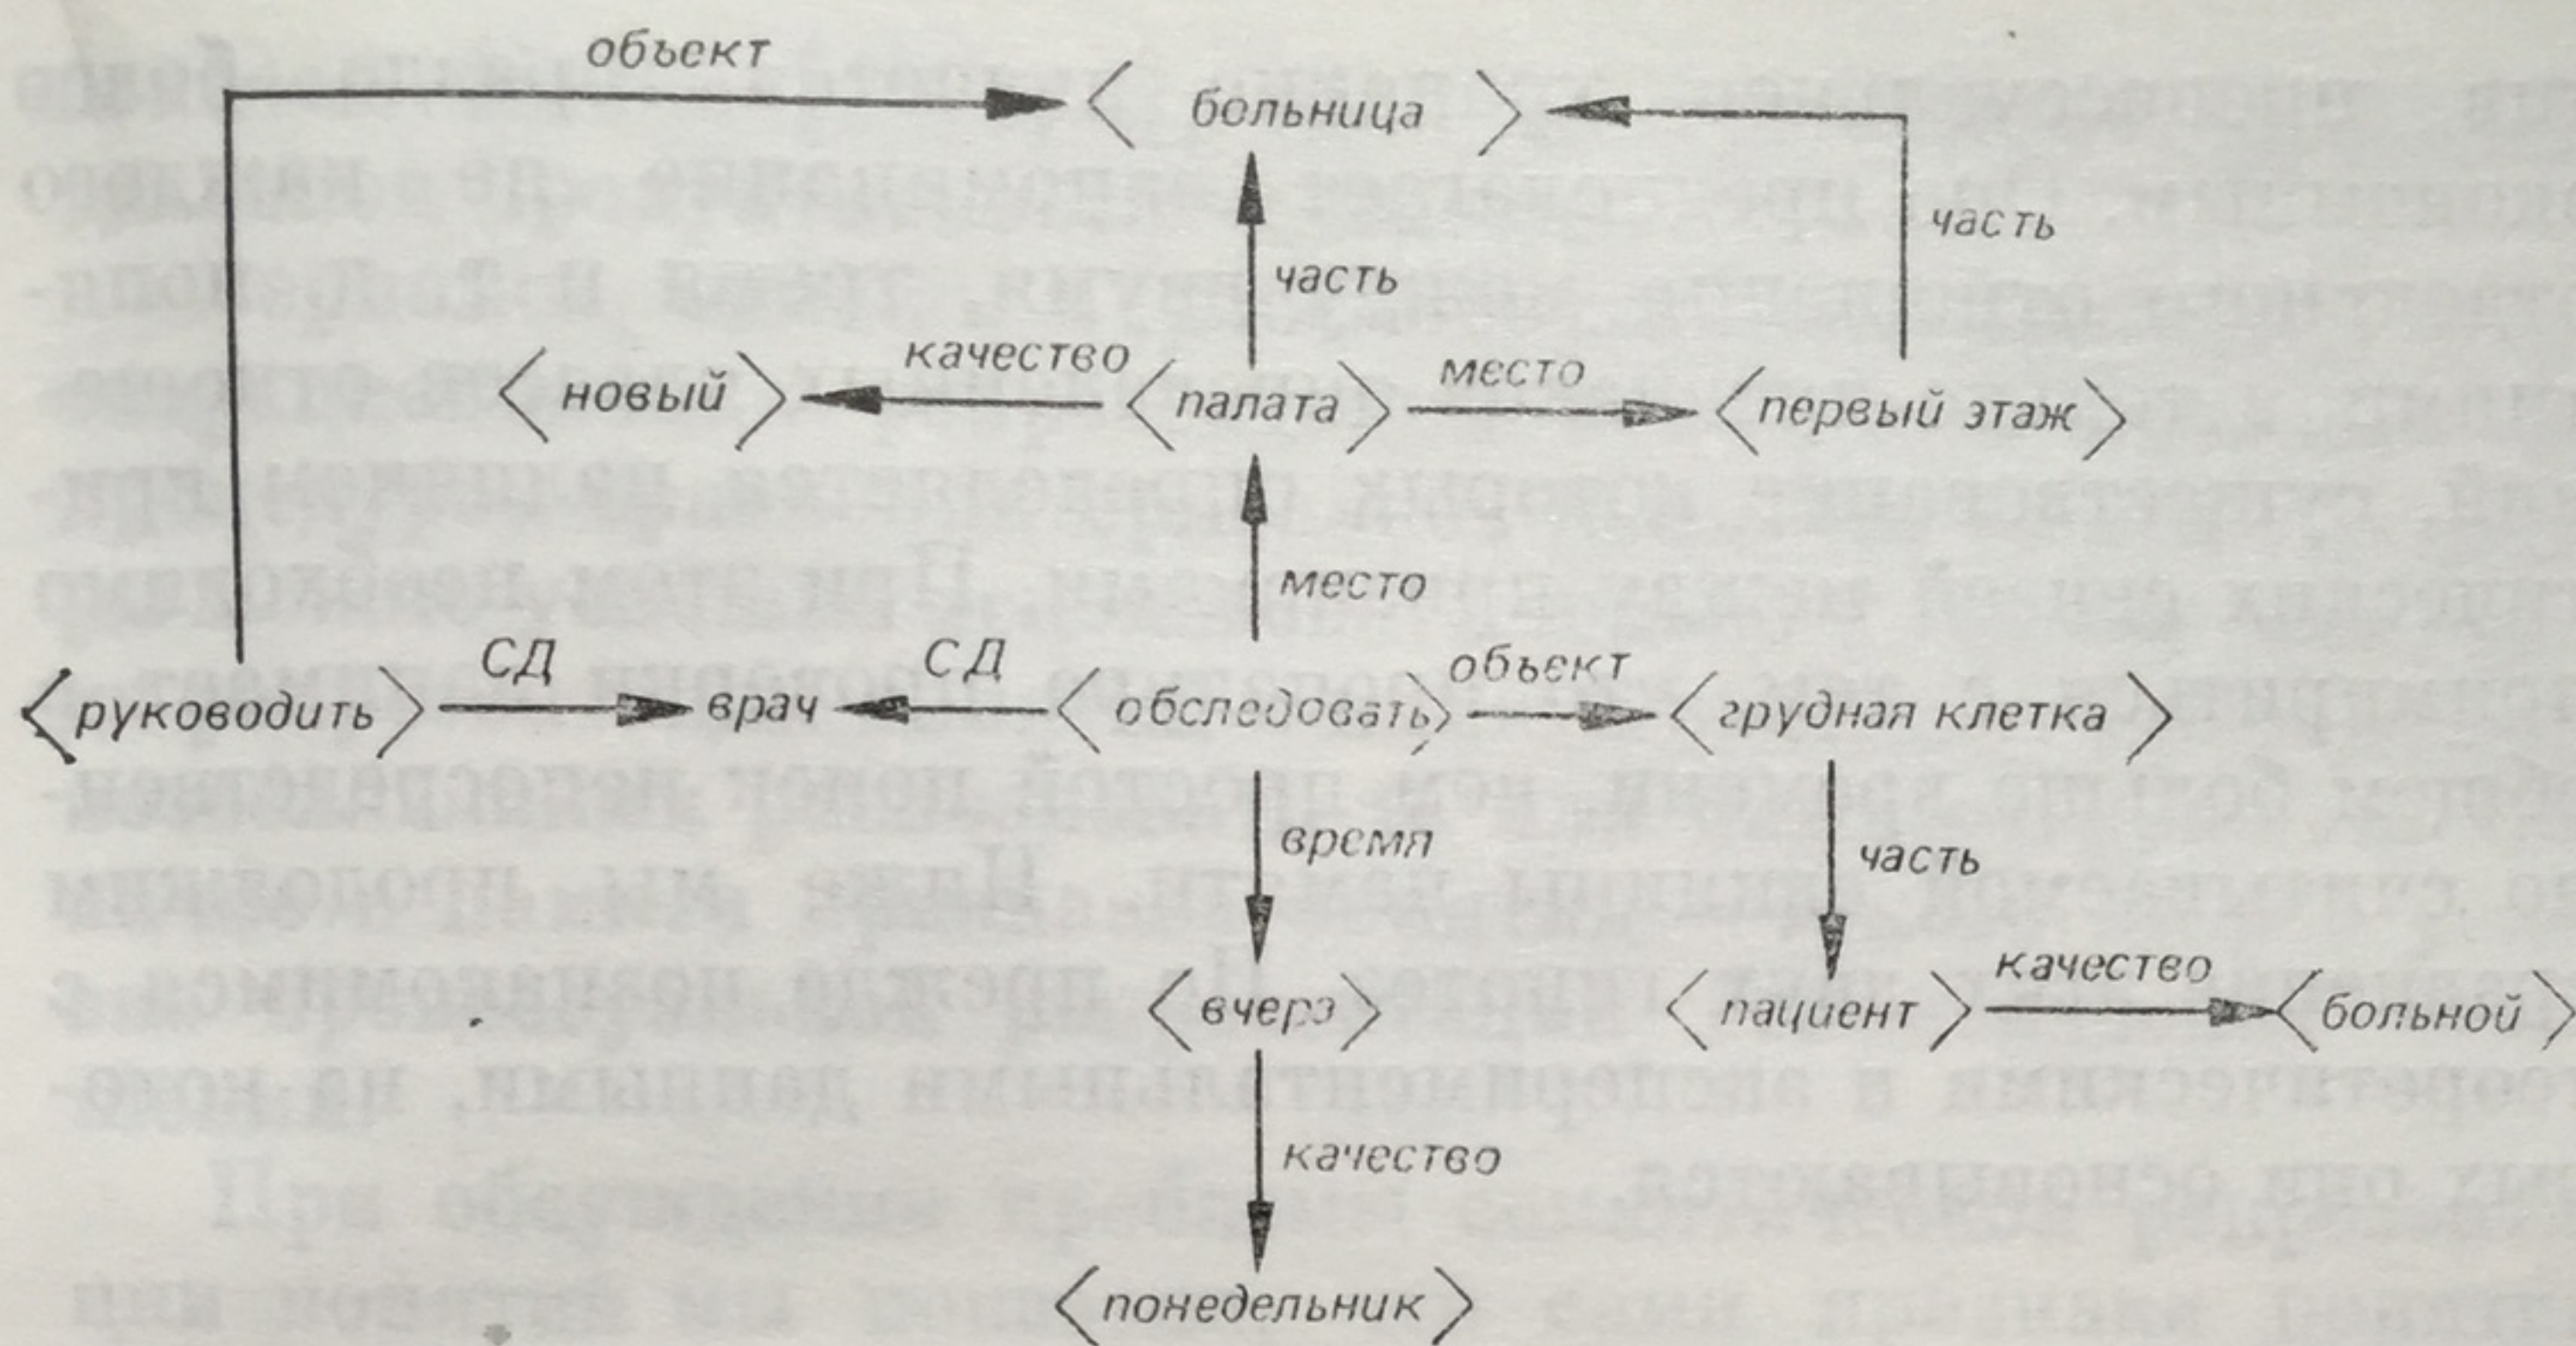 объект
< больница >
часть
часть
качество
место
< новый >
< палата >
< первый этаж >
место
СД
СД
объект
< руководить >
врач
< обследовать >
< грудная клетка >
время
часть
качество
< вчера >
< пациент >
< больной >
качество
< понедельник >